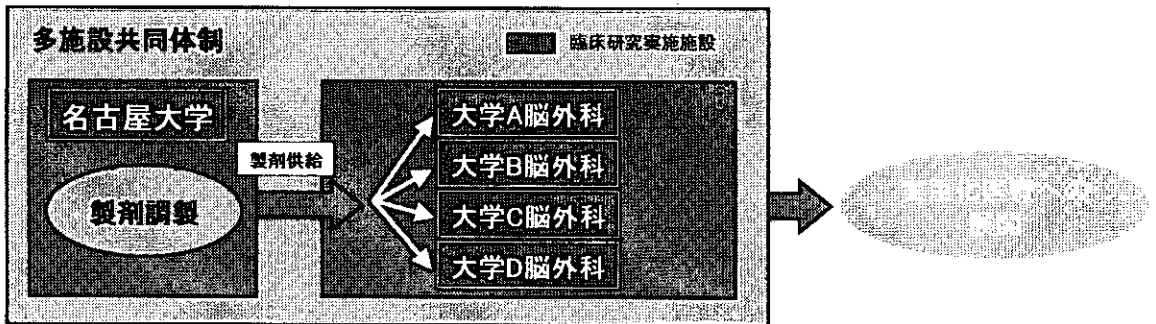 多施設共同体制
臨床研究実施施設
名古屋大学
製剤供給
製剤調製
大学A脳外科
大学B脳外科
大学C脳外科
大学D脳外科